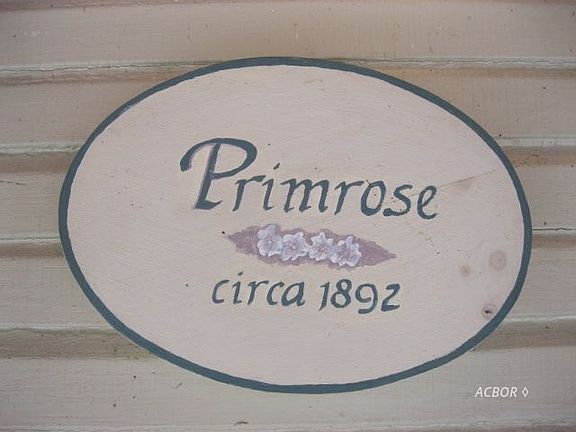 Primrose
circa 1892
ACBOR ◊